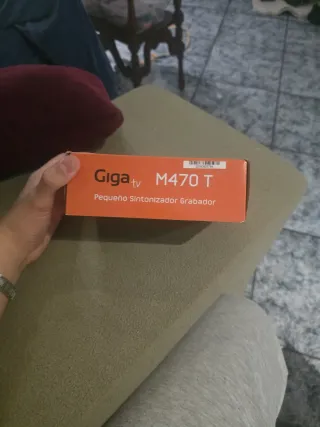 Giga tv M470 T
Pequeño Sintonizador Grabador